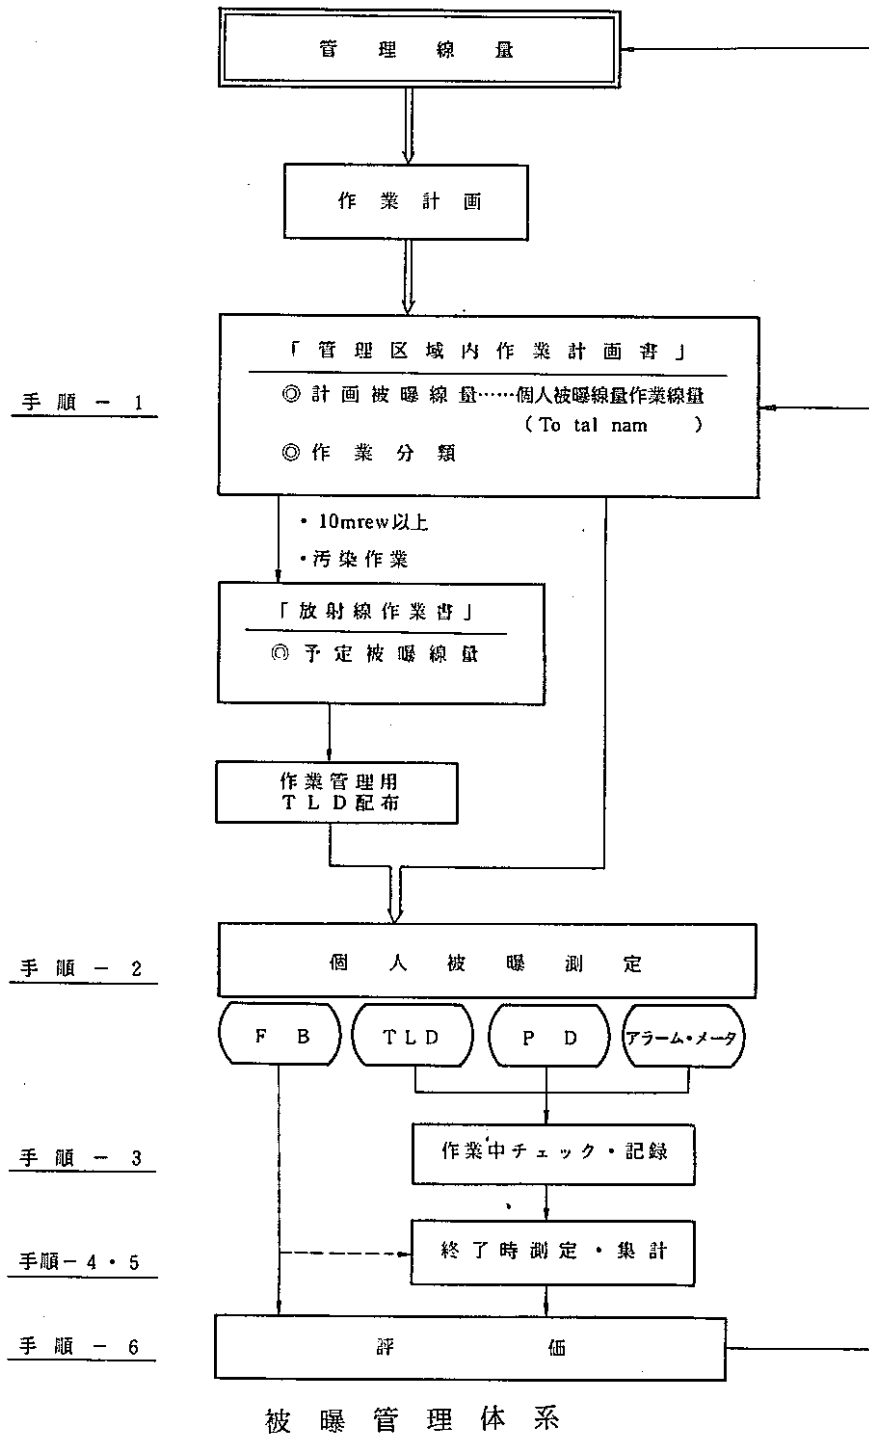 管理線量
作業計画
「管理区域内作業計画書」
手順－1
◎計画被曝線量……個人被曝線量作業線量
(To tal nam )
◎作業分類
・10mrew以上
・汚染作業
「放射線作業書」
◎予定被曝線量
作業管理用
TLD配布
手順－2
個人被曝測定
FB
TLD
PD
アラーム・メータ
手順－3
作業中チェック・記録
手順－4・5
終了時測定・集計
手順－6
評価
被曝管理体系